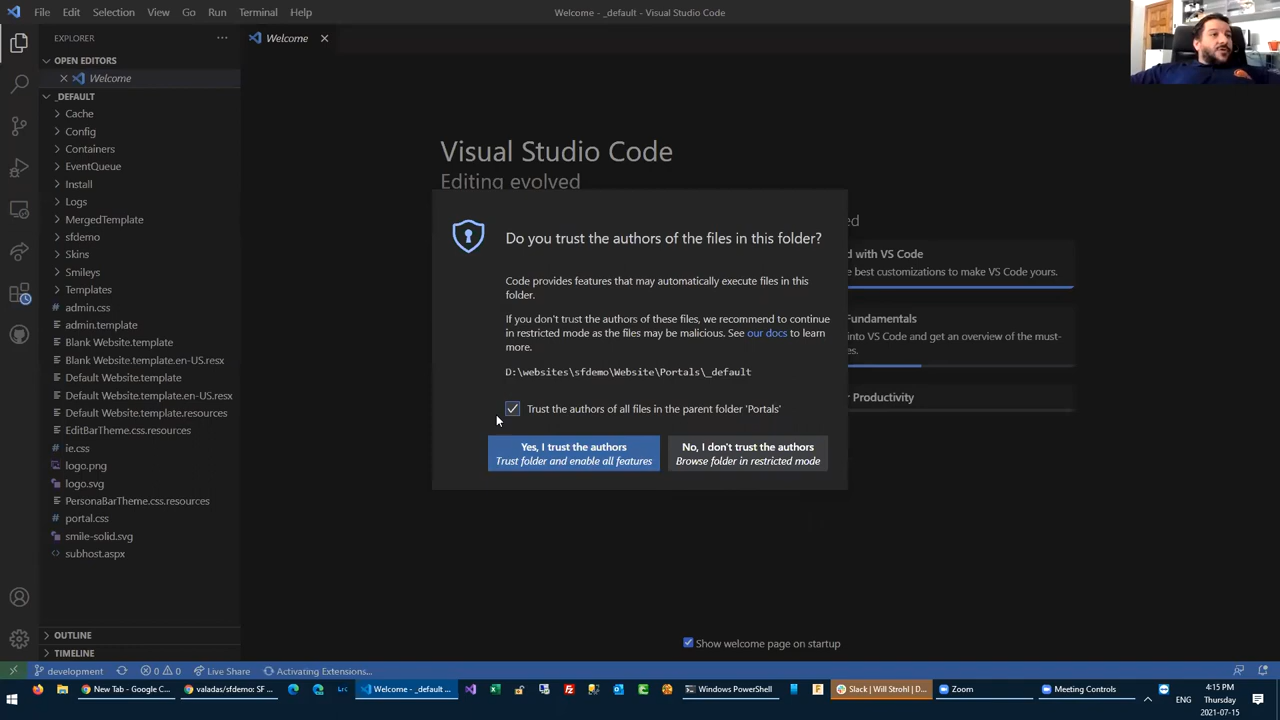 File Edit Selection View Go Run Terminal Help
Welcome - _default - Visual Studio Code
EXPLORER
Welcome
OPEN EDITORS
Welcome
_DEFAULT
Cache
Config
Containers
EventQueue
Install
Logs
MergedTemplate
sfdemo
Skins
Smileys
Templates
admin.css
admin.template
Blank Website.template
Blank Website.template.en-US.resx
Default Website.template
Default Website.template.en-US.resx
Default Website.template.resources
EditBarTheme.css.resources
ie.css
logo.png
logo.svg
PersonaBarTheme.css.resources
portal.css
smile-solid.svg
subhost.aspx
OUTLINE
TIMELINE
Visual Studio Code
Editing evolved
Do you trust the authors of the files in this folder?
Code provides features that may automatically execute files in this
folder.
If you don't trust the authors of these files, we recommend to continue
in restricted mode as the files may be malicious. See our docs to learn
more.
D:\websites\sfdemo\Website\Portals\_default
Trust the authors of all files in the parent folder 'Portals'
Yes, I trust the authors
Trust folder and enable all features
No, I don't trust the authors
Browse folder in restricted mode
ed
d with VS Code
e best customizations to make VS Code yours.
Fundamentals
into VS Code and get an overview of the must-
es.
r Productivity
Show welcome page on startup
development
0 0
Live Share
Activating Extensions...
New Tab - Google C...
valadas/sfdemo: SF ...
Welcome - _default ...
Windows PowerShell
Slack | Will Strohl | D...
Zoom
Meeting Controls
ENG
4:15 PM
Thursday
2021-07-15